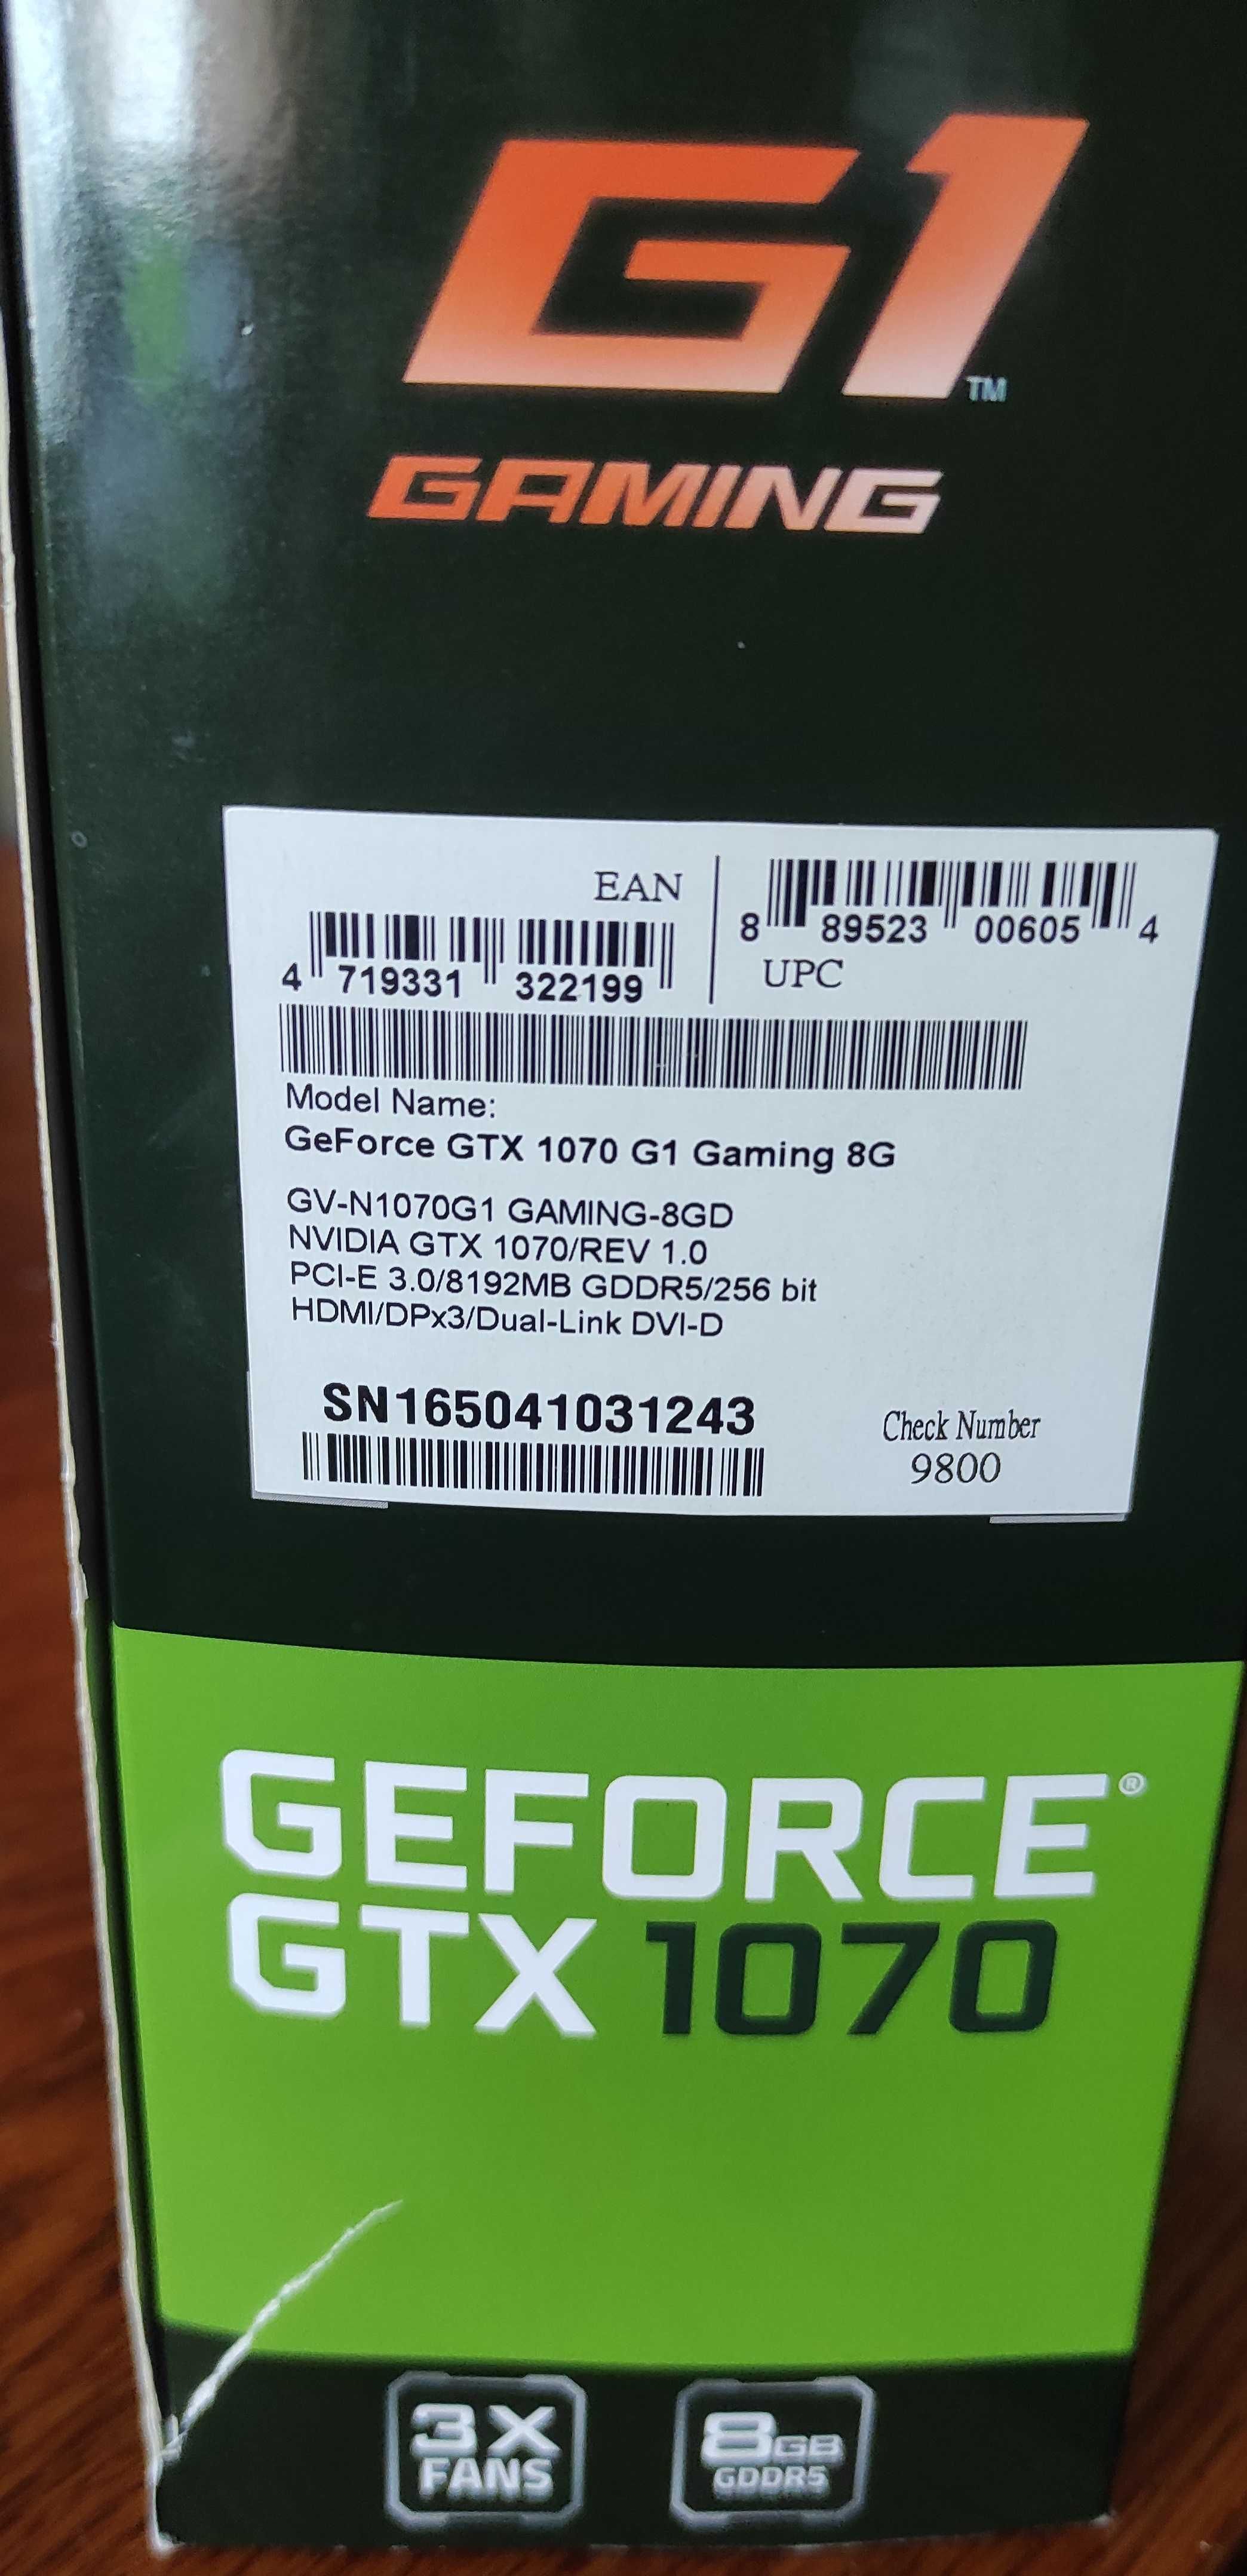 G1™
GAMING
EAN
4 719331 322199
8 89523 00605 4
UPC
Model Name:
GeForce GTX 1070 G1 Gaming 8G
GV-N1070G1 GAMING-8GD
NVIDIA GTX 1070/REV 1.0
PCI-E 3.0/8192MB GDDR5/256 bit
HDMI/DPx3/Dual-Link DVI-D
SN165041031243
Check Number
9800
GEFORCE®
GTX 1070
3X
FANS
8GB
GDDR5